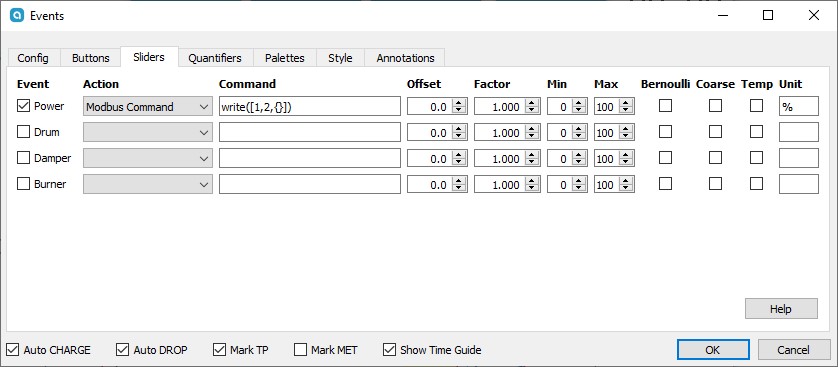 Events
Config Buttons Sliders Quantifiers Palettes Style Annotations
Event Action Command Offset Factor Min Max Bernoulli Coarse Temp Unit
Power Modbus Command write([1,2,{}]) 0.0 1.000 0 100 %
Drum 0.0 1.000 0 100
Damper 0.0 1.000 0 100
Burner 0.0 1.000 0 100
Help
Auto CHARGE Auto DROP Mark TP Mark MET Show Time Guide OK Cancel